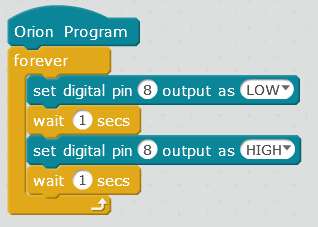 Orion Program
forever
set digital pin 8 output as LOW
wait 1 secs
set digital pin 8 output as HIGH
wait 1 secs